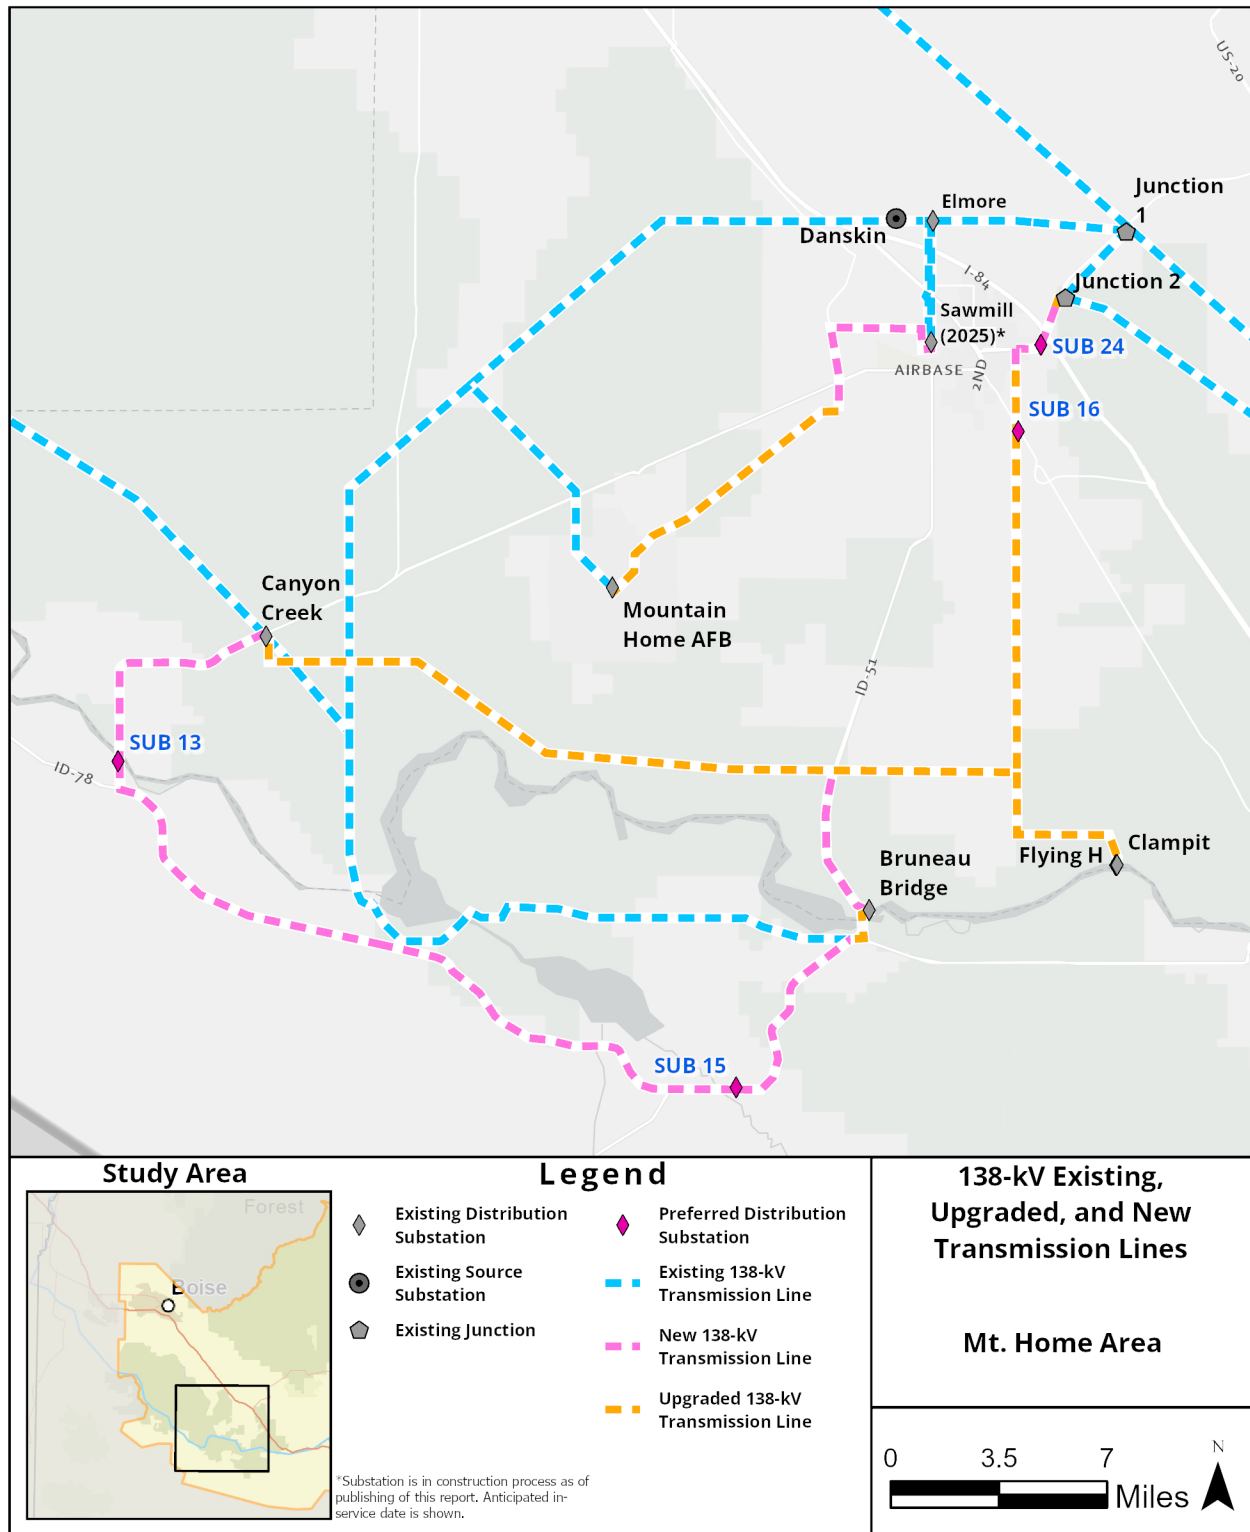 US-20
Junction
1
Elmore
Danskin
I-84
Junction 2
Sawmill
(2025)*
SUB 24
AIRBASE
2ND
SUB 16
Canyon
Creek
Mountain
Home AFB
ID-51
SUB 13
ID-78
Clampit
Flying H
Bruneau
Bridge
SUB 15
Study Area
Forest
Boise
Legend
Existing Distribution
Substation
Existing Source
Substation
Existing Junction
Preferred Distribution
Substation
Existing 138-kV
Transmission Line
New 138-kV
Transmission Line
Upgraded 138-kV
Transmission Line
*Substation is in construction process as of
publishing of this report. Anticipated in-
service date is shown.
138-kV Existing,
Upgraded, and New
Transmission Lines
Mt. Home Area
0 3.5 7
Miles
N